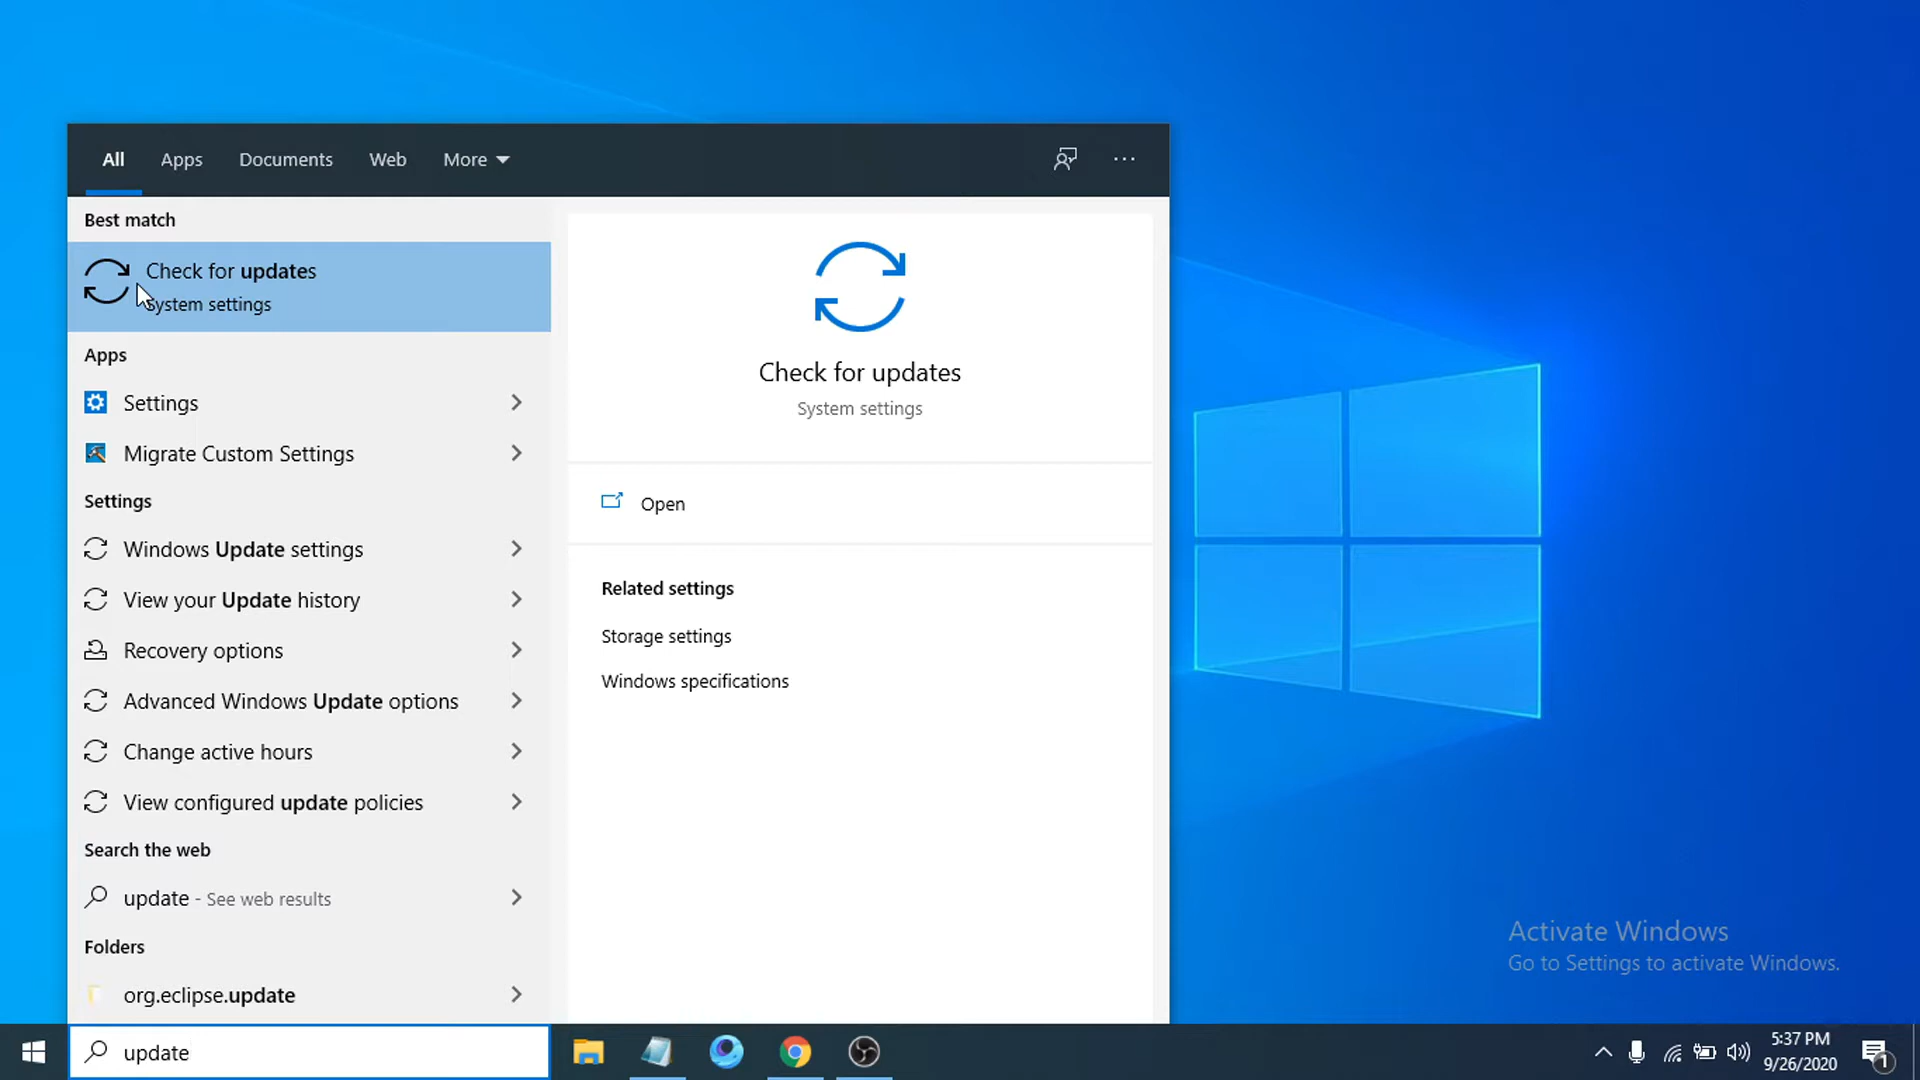 All Apps Documents Web More
Best match
Check for updates
System settings
Apps
Settings
Migrate Custom Settings
Settings
Windows Update settings
View your Update history
Recovery options
Advanced Windows Update options
Change active hours
View configured update policies
Search the web
update - See web results
Folders
org.eclipse.update
Check for updates
System settings
Open
Related settings
Storage settings
Windows specifications
Activate Windows
Go to Settings to activate Windows.
update
5:37 PM
9/26/2020
1